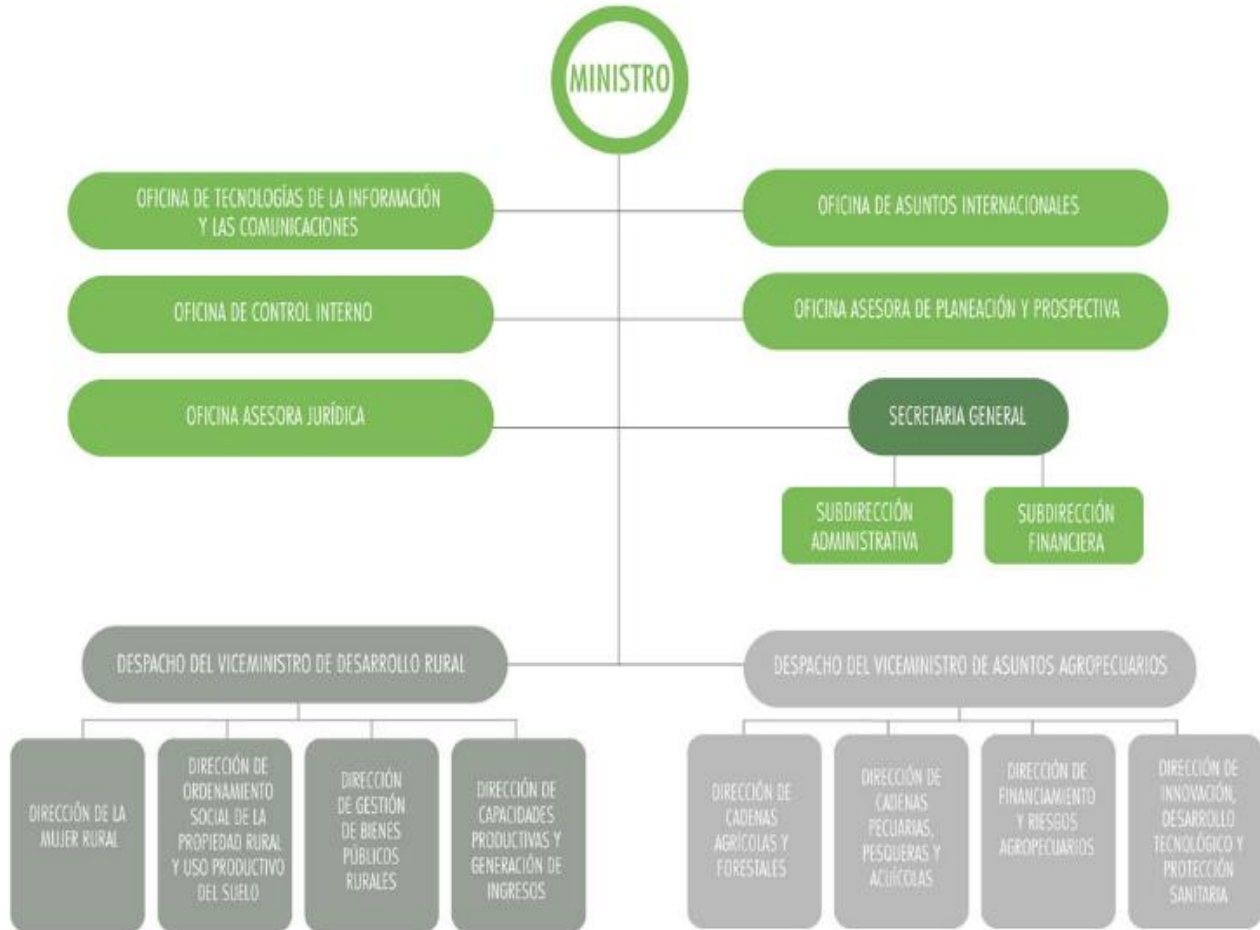 MINISTRO
OFICINA DE TECNOLOGÍAS DE LA INFORMACIÓN
Y LAS COMUNICACIONES
OFICINA DE ASUNTOS INTERNACIONALES
OFICINA DE CONTROL INTERNO
OFICINA ASESORA DE PLANEACIÓN Y PROSPECTIVA
OFICINA ASESORA JURÍDICA
SECRETARIA GENERAL
SUBDIRECCIÓN
ADMINISTRATIVA
SUBDIRECCIÓN
FINANCIERA
DESPACHO DEL VICEMINISTRO DE DESARROLLO RURAL
DESPACHO DEL VICEMINISTRO DE ASUNTOS AGROPECUARIOS
DIRECCIÓN DE LA
MUJER RURAL
DIRECCIÓN DE
ORDENAMIENTO
SOCIAL DE LA
PROPIEDAD RURAL
Y USO PRODUCTIVO
DEL SUELO
DIRECCIÓN
DE GESTIÓN
DE BIENES
PÚBLICOS
RURALES
DIRECCIÓN DE
CAPACIDADES
PRODUCTIVAS Y
GENERACIÓN DE
INGRESOS
DIRECCIÓN DE
CADENAS
AGRÍCOLAS Y
FORESTALES
DIRECCIÓN DE
CADENAS
PECUARIAS,
PESQUERAS Y
ACUÍCOLAS
DIRECCIÓN DE
FINANCIAMIENTO
Y RIESGOS
AGROPECUARIOS
DIRECCIÓN DE
INNOVACIÓN,
DESARROLLO
TECNOLÓGICO Y
PROTECCIÓN
SANITARIA